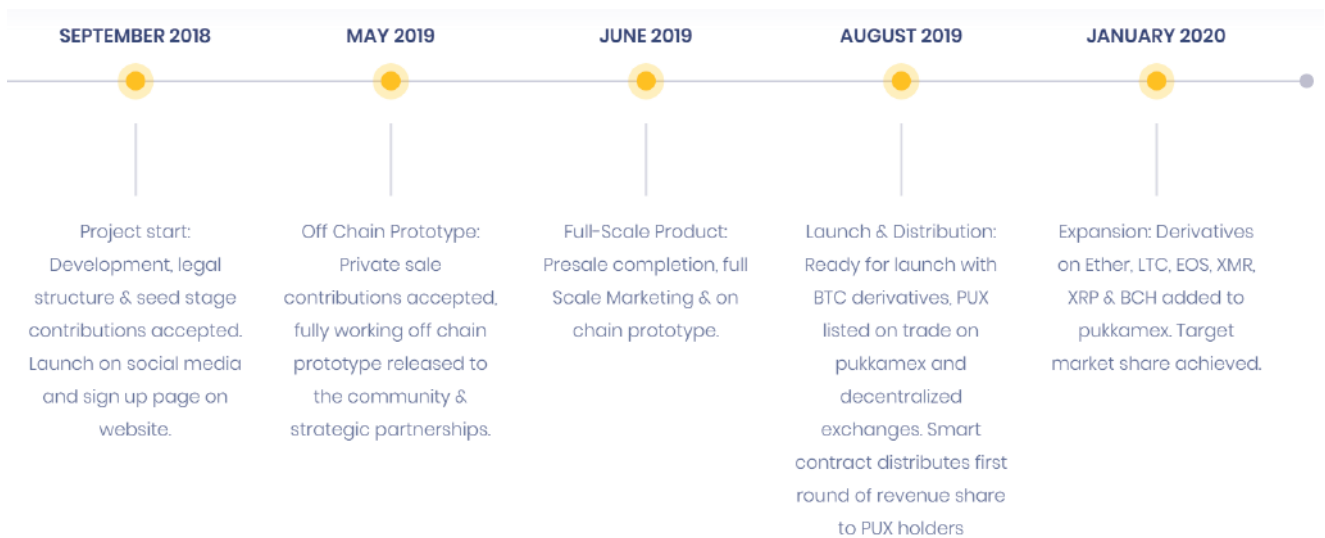 SEPTEMBER 2018
Project start:
Development, legal
structure & seed stage
contributions accepted.
Launch on social media
and sign up page on
website.
MAY 2019
Off Chain Prototype:
Private sale
contributions accepted,
fully working off chain
prototype released to
the community &
strategic partnerships.
JUNE 2019
Full-Scale Product:
Presale completion, full
Scale Marketing & on
chain prototype.
AUGUST 2019
Launch & Distribution:
Ready for launch with
BTC derivatives, PUX
listed on trade on
pukkamex and
decentralized
exchanges. Smart
contract distributes first
round of revenue share
to PUX holders
JANUARY 2020
Expansion: Derivatives
on Ether, LTC, EOS, XMR,
XRP & BCH added to
pukkamex. Target
market share achieved.